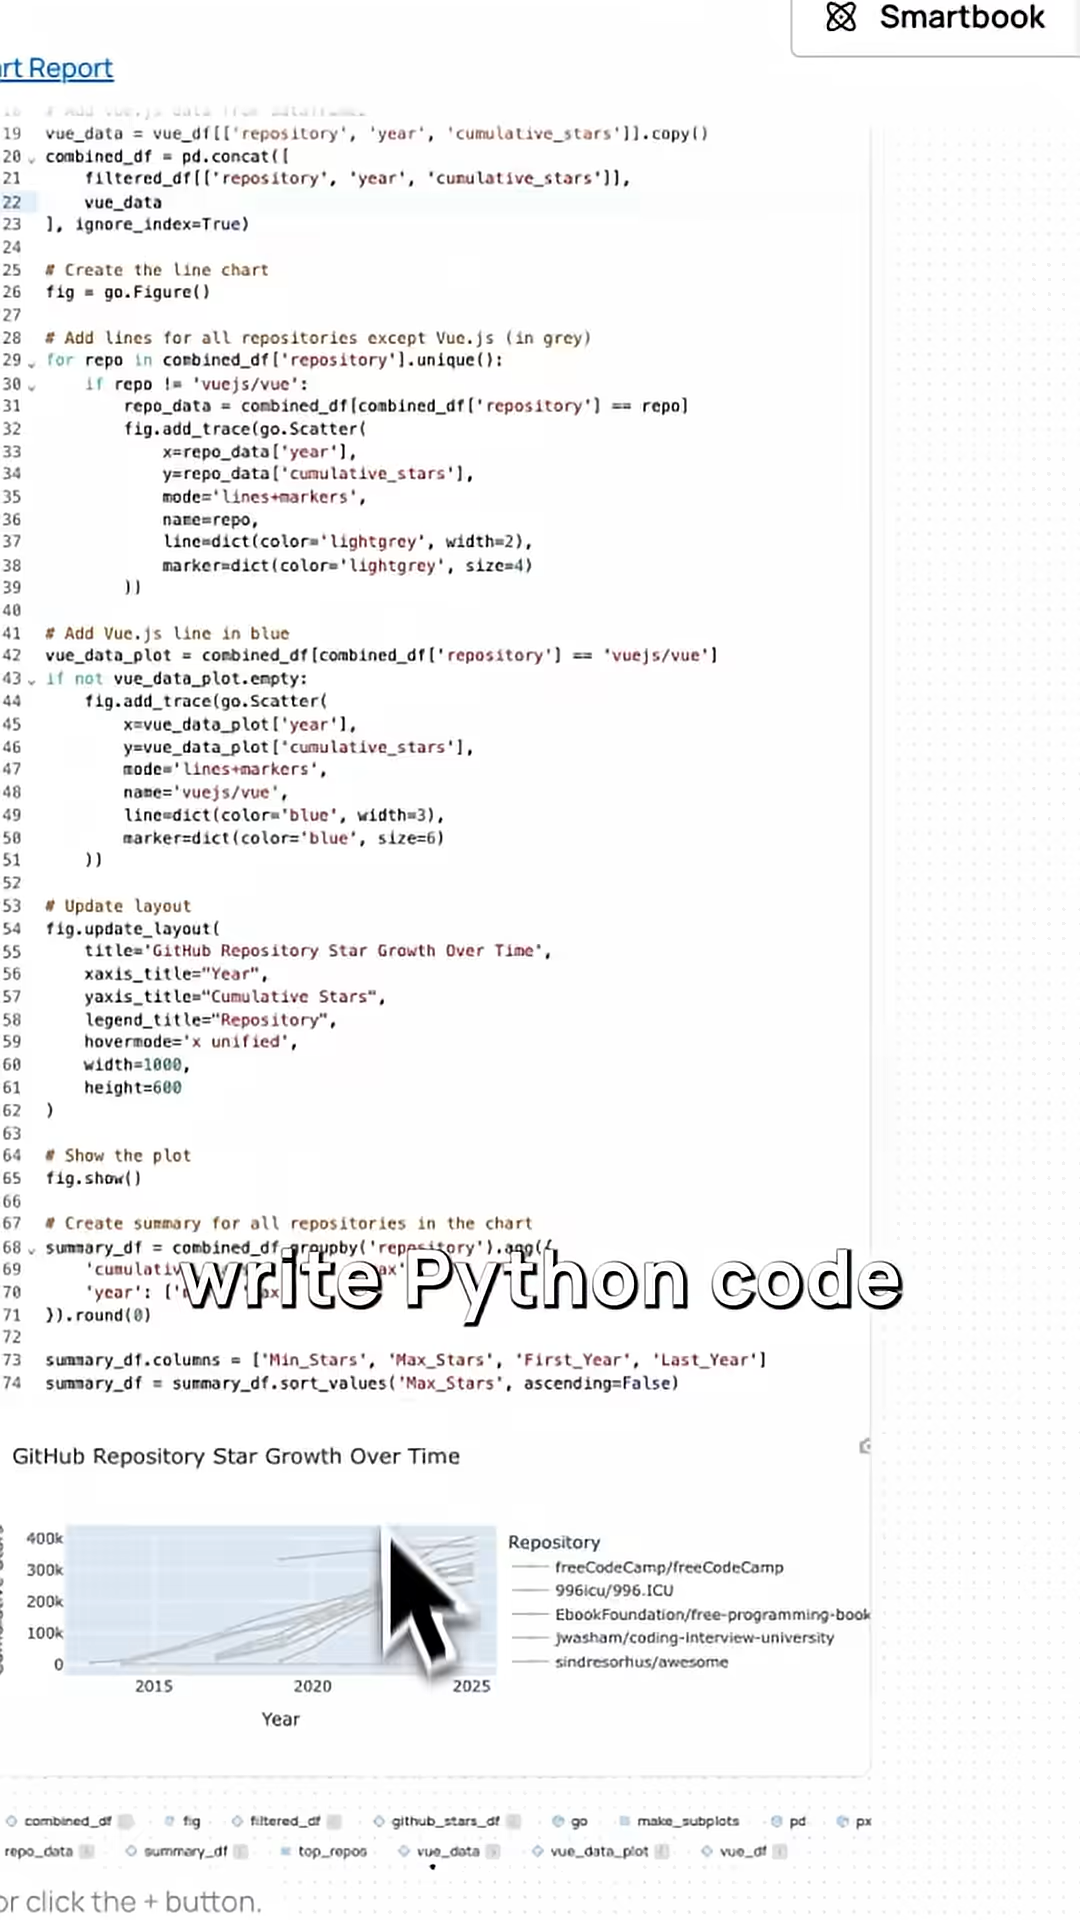 Smartbook
rt Report
18 # Add Vue.js data from dataframe
19 vue_data = vue_df[['repository', 'year', 'cumulative_stars']].copy()
20 combined_df = pd.concat([
21 filtered_df[['repository', 'year', 'cumulative_stars']],
22 vue_data
23 ], ignore_index=True)
24
25 # Create the line chart
26 fig = go.Figure()
27
28 # Add lines for all repositories except Vue.js (in grey)
29 for repo in combined_df['repository'].unique():
30 if repo != 'vuejs/vue':
31 repo_data = combined_df[combined_df['repository'] == repo]
32 fig.add_trace(go.Scatter(
33 x=repo_data['year'],
34 y=repo_data['cumulative_stars'],
35 mode='lines+markers',
36 name=repo,
37 line=dict(color='lightgrey', width=2),
38 marker=dict(color='lightgrey', size=4)
39 ))
40
41 # Add Vue.js line in blue
42 vue_data_plot = combined_df[combined_df['repository'] == 'vuejs/vue']
43 if not vue_data_plot.empty:
44 fig.add_trace(go.Scatter(
45 x=vue_data_plot['year'],
46 y=vue_data_plot['cumulative_stars'],
47 mode='lines+markers',
48 name='vuejs/vue',
49 line=dict(color='blue', width=3),
50 marker=dict(color='blue', size=6)
51 ))
52
53 # Update layout
54 fig.update_layout(
55 title='GitHub Repository Star Growth Over Time',
56 xaxis_title="Year",
57 yaxis_title="Cumulative Stars",
58 legend_title="Repository",
59 hovermode='x unified',
60 width=1000,
61 height=600
62 )
63
64 # Show the plot
65 fig.show()
66
67 # Create summary for all repositories in the chart
68 summary_df = combined_df.groupby('repository').agg({
69 'cumulativ
70 'year': ['
write Python code
71 }).round(0)
72
73 summary_df.columns = ['Min_Stars', 'Max_Stars', 'First_Year', 'Last_Year']
74 summary_df = summary_df.sort_values('Max_Stars', ascending=False)
GitHub Repository Star Growth Over Time
400k
300k
200k
100k
0
2015 2020 2025
Year
Repository
freeCodeCamp/freeCodeCamp
996icu/996.ICU
EbookFoundation/free-programming-book
jwasham/coding-interview-university
sindresorhus/awesome
combined_df fig filtered_df github_stars_df go make_subplots pd px
repo_data summary_df top_repos vue_data vue_data_plot vue_df
or click the + button.